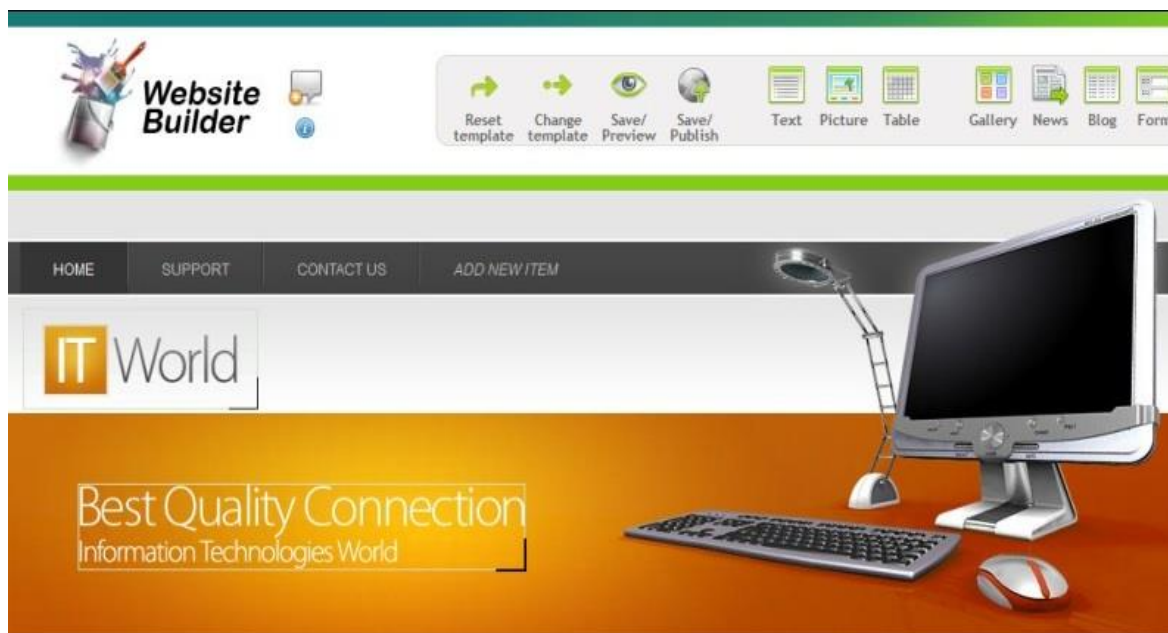 Website
Builder
Reset
template
Change
template
Save/
Preview
Save/
Publish
Text
Picture
Table
Gallery
News
Blog
Form
HOME
SUPPORT
CONTACT US
ADD NEW ITEM
IT World
Best Quality Connection
Information Technologies World